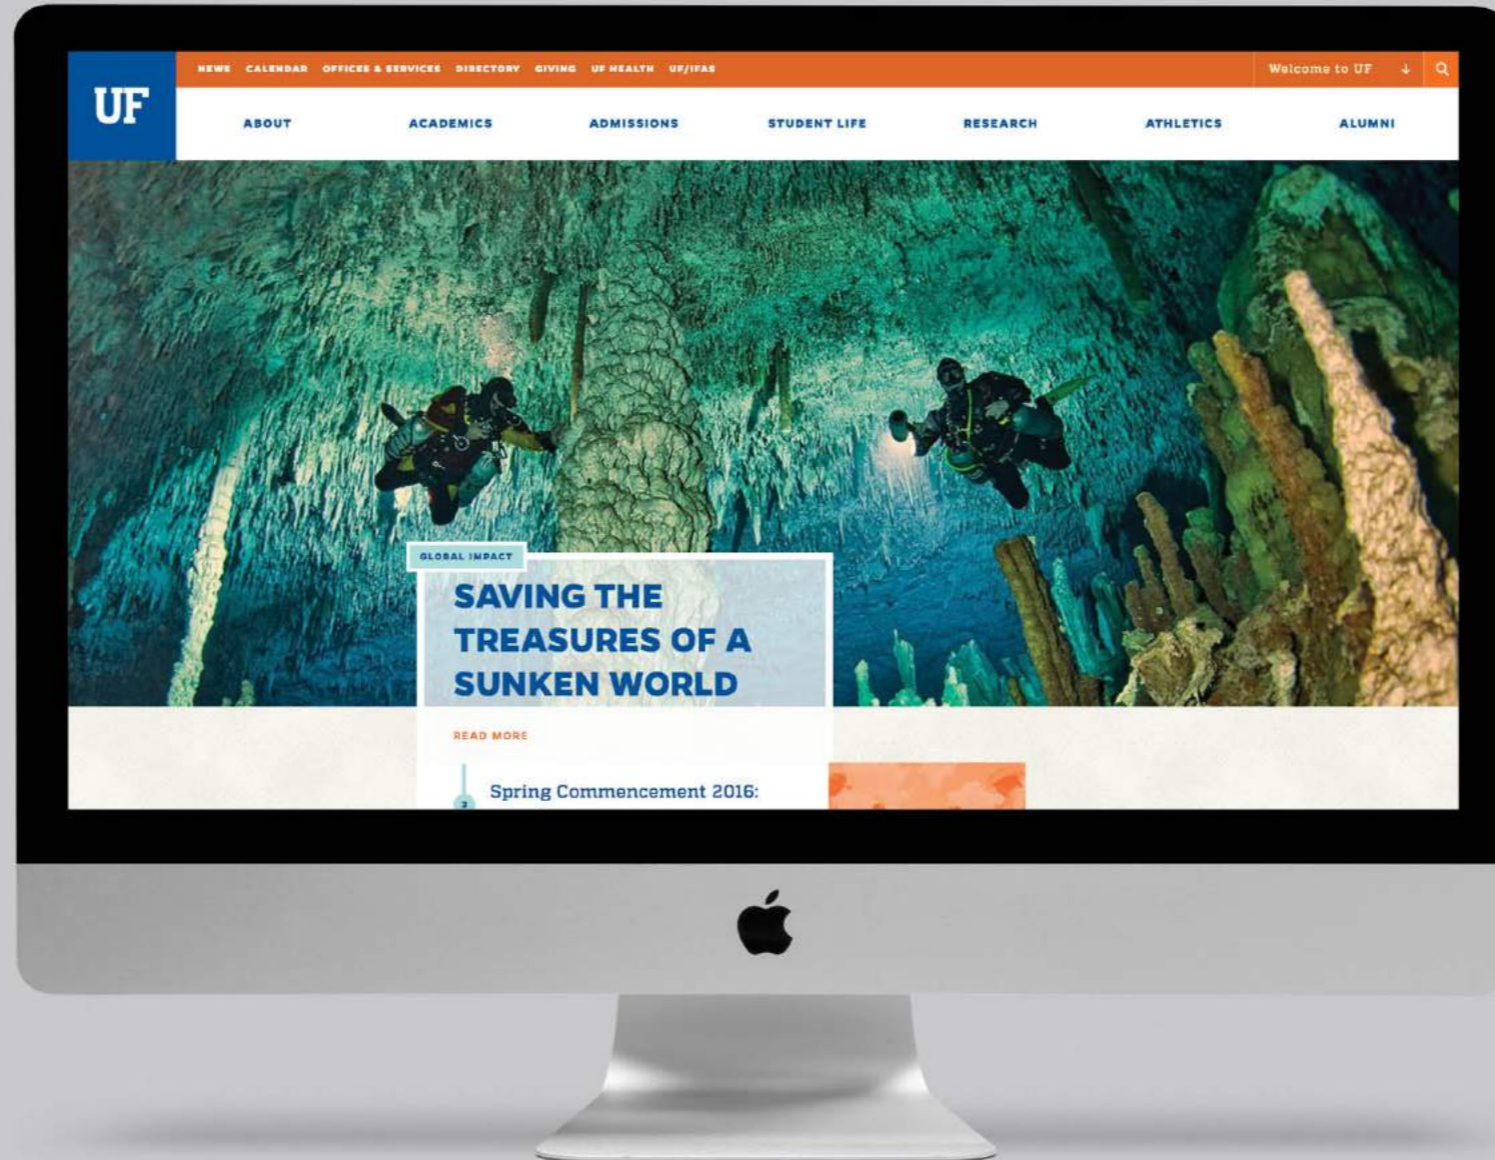 UF
NEWS CALENDAR OFFICES & SERVICES DIRECTORY GIVING UF HEALTH UF/IFAS
Welcome to UF
ABOUT ACADEMICS ADMISSIONS STUDENT LIFE RESEARCH ATHLETICS ALUMNI
GLOBAL IMPACT
SAVING THE
TREASURES OF A
SUNKEN WORLD
READ MORE
2
Spring Commencement 2016: